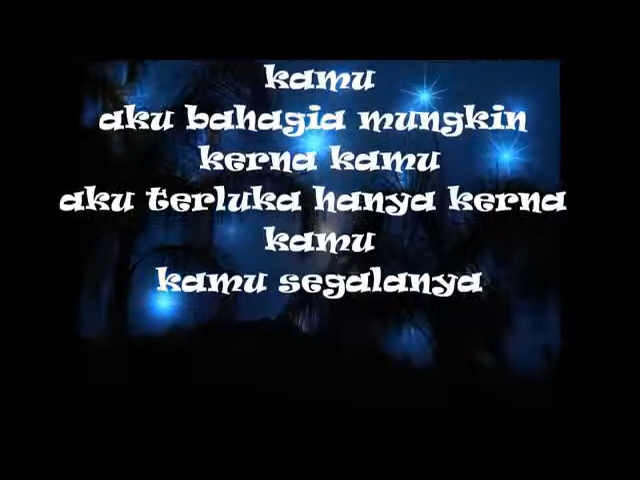 kamu
aku bahagia mungkin
kerna kamu
aku terluka hanya kerna
kamu
kamu segalanya